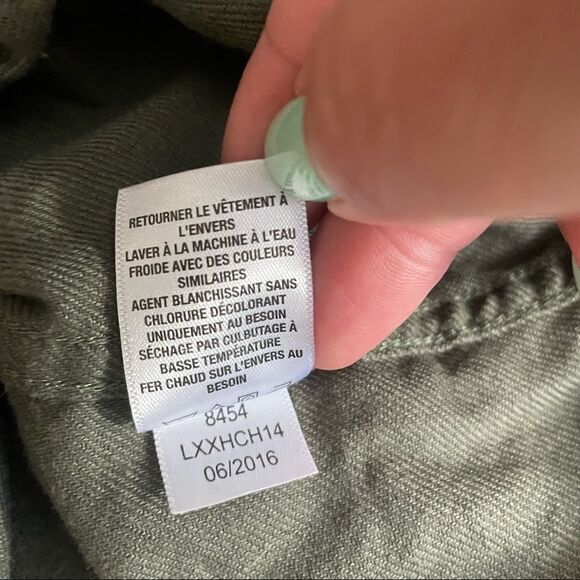 RETOURNER LE VÊTEMENT À
L'ENVERS
LAVER À LA MACHINE À L'EAU
FROIDE AVEC DES COULEURS
SIMILAIRES
AGENT BLANCHISSANT SANS
CHLORURE DÉCOLORANT
UNIQUEMENT AU BESOIN
SÉCHAGE PAR CULBUTAGE À
BASSE TEMPÉRATURE
FER CHAUD SUR L'ENVERS AU
BESOIN
8454
LXXHCH14
06/2016